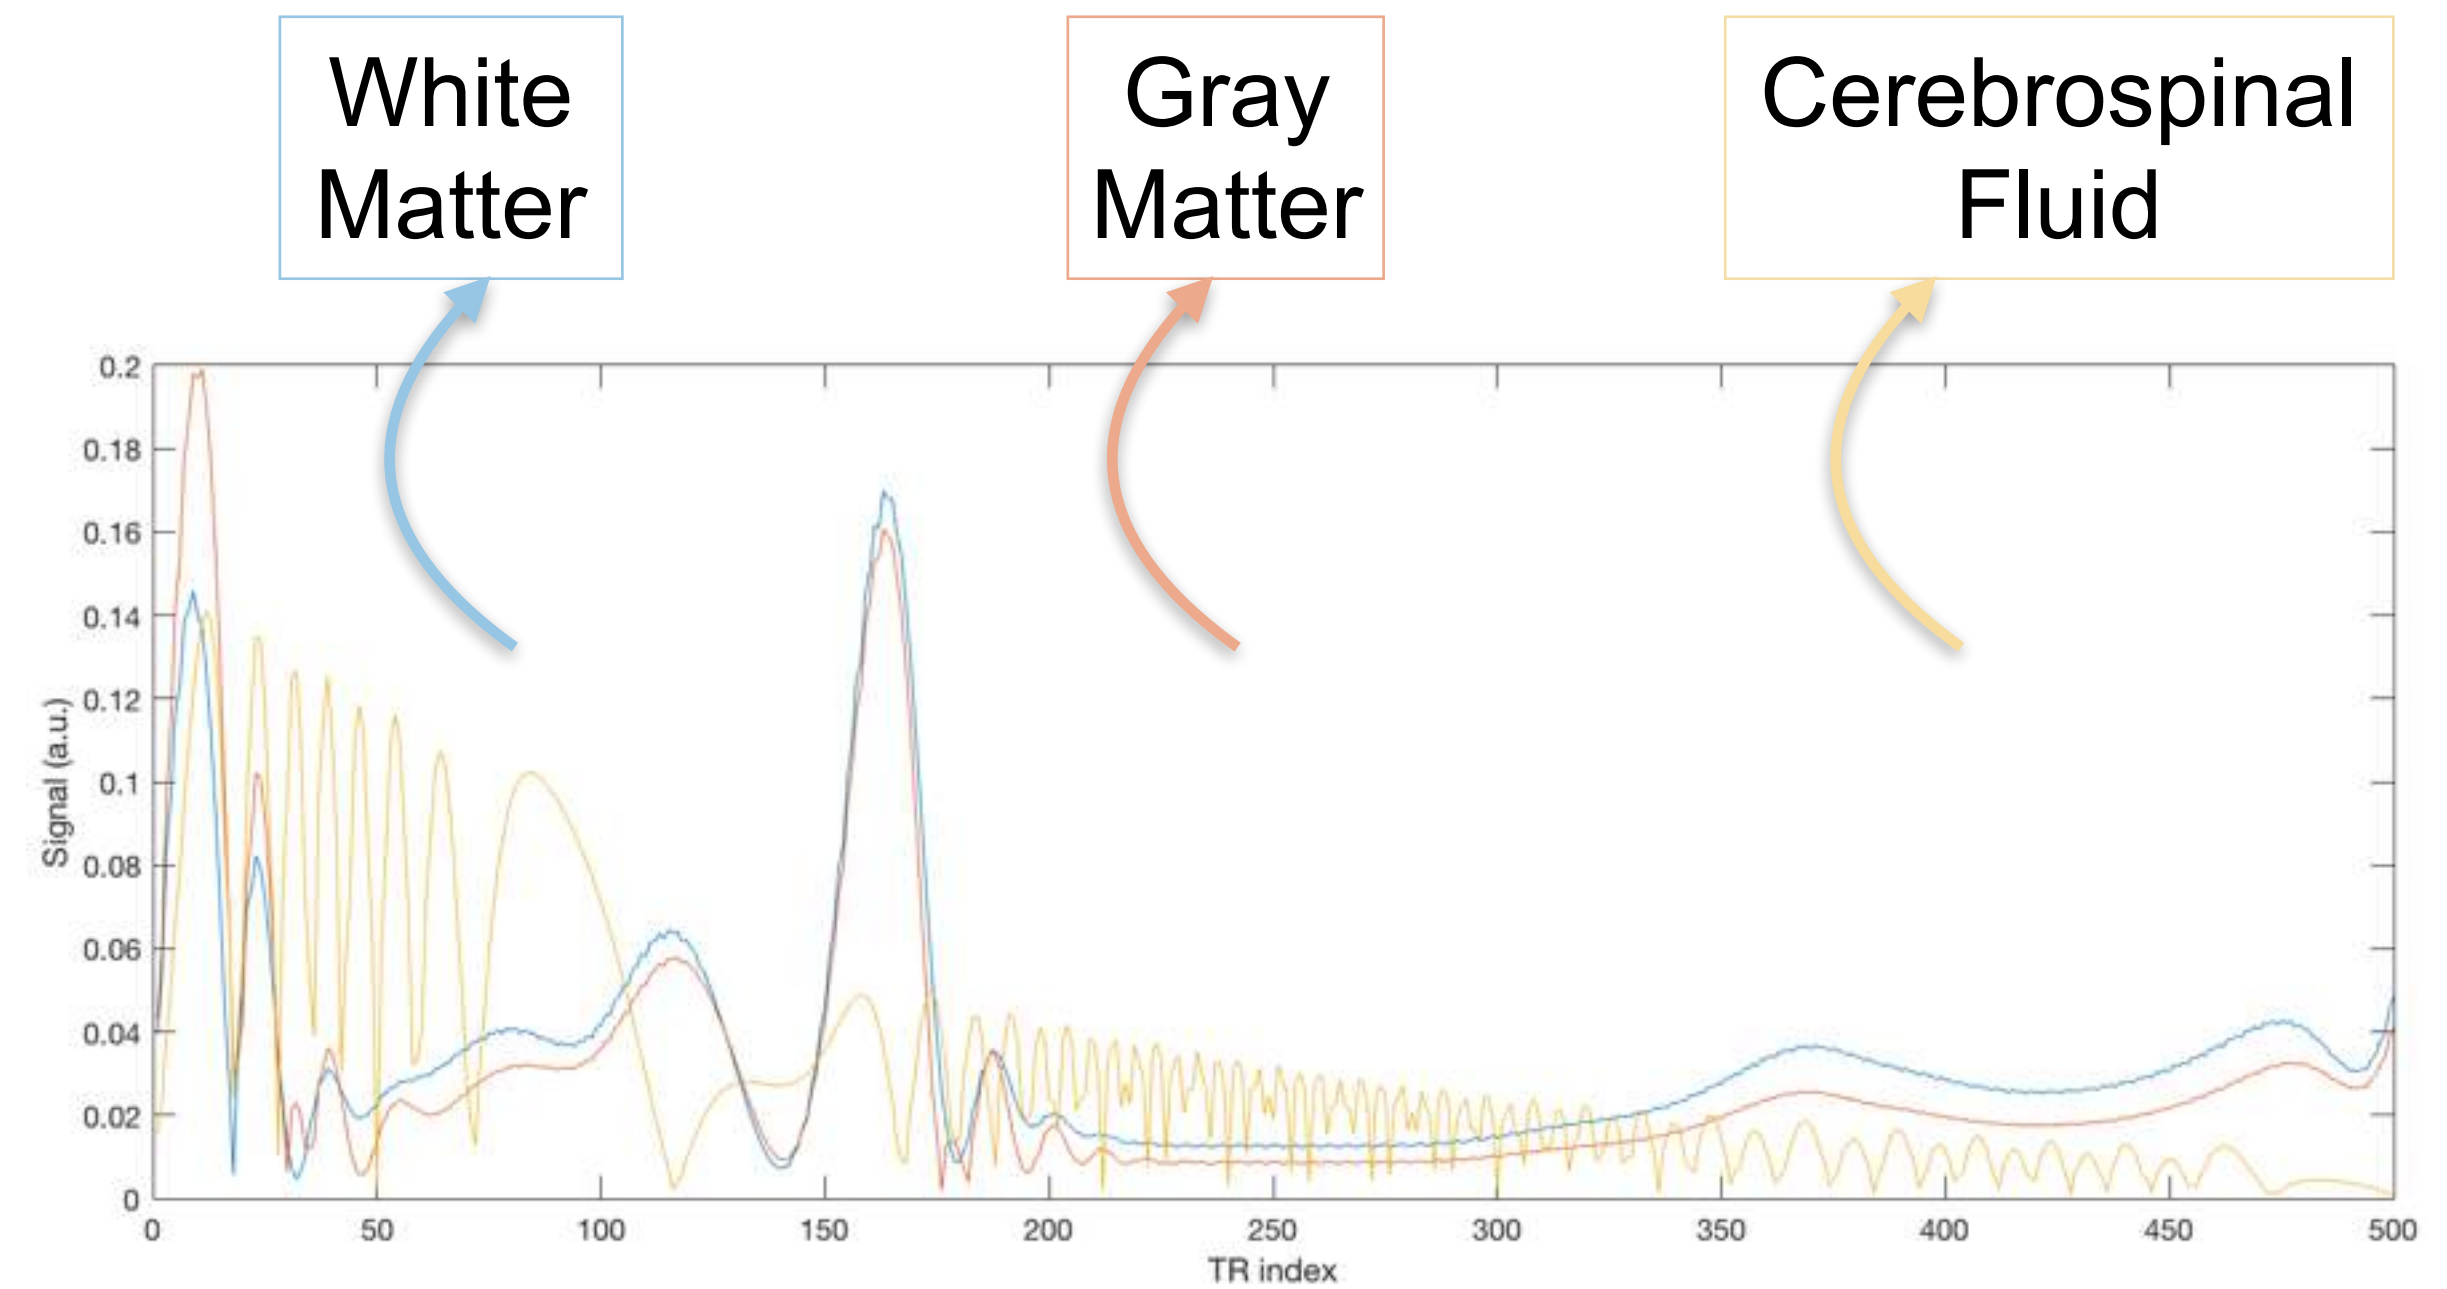 White
Matter
Gray
Matter
Cerebrospinal
Fluid
0.2
0.18
0.16
0.14
0.12
0.1
0.08
0.06
0.04
0.02
0
Signal (a.u.)
0 50 100 150 200 250 300 350 400 450 500
TR index